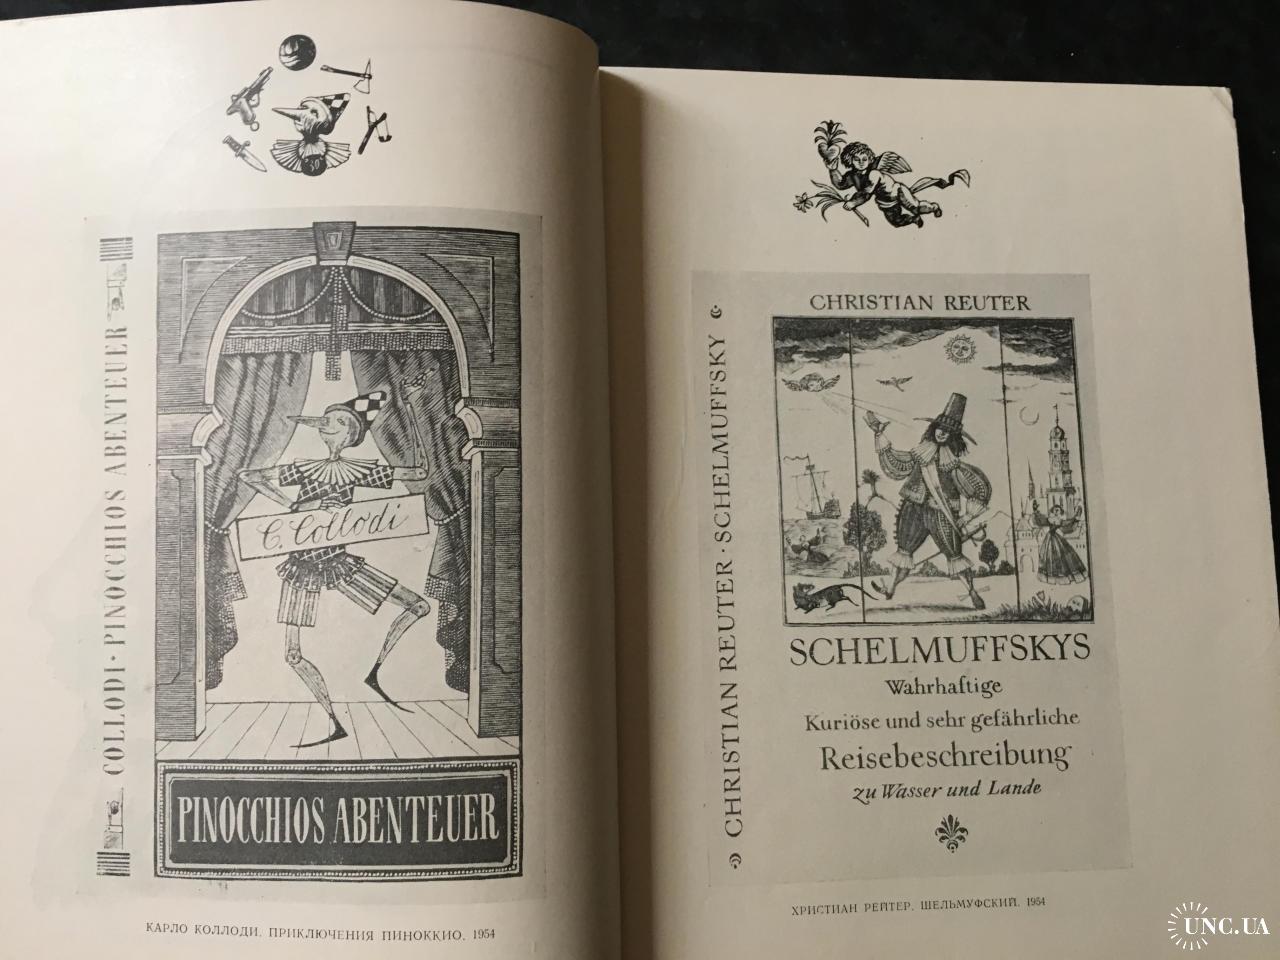 30
COLLODI · PINOCCHIOS ABENTEUER
C. Collodi
PINOCCHIOS ABENTEUER
КАРЛО КОЛЛОДИ. ПРИКЛЮЧЕНИЯ ПИНОККИО. 1954
CHRISTIAN REUTER · SCHELMUFFSKY
CHRISTIAN REUTER
SCHELMUFFSKYS
Wahrhaftige
Kuriöse und sehr gefährliche
Reisebeschreibung
zu Wasser und Lande
ХРИСТИАН РЕЙТЕР. ШЕЛЬМУФСКИЙ. 1954
UNC.UA